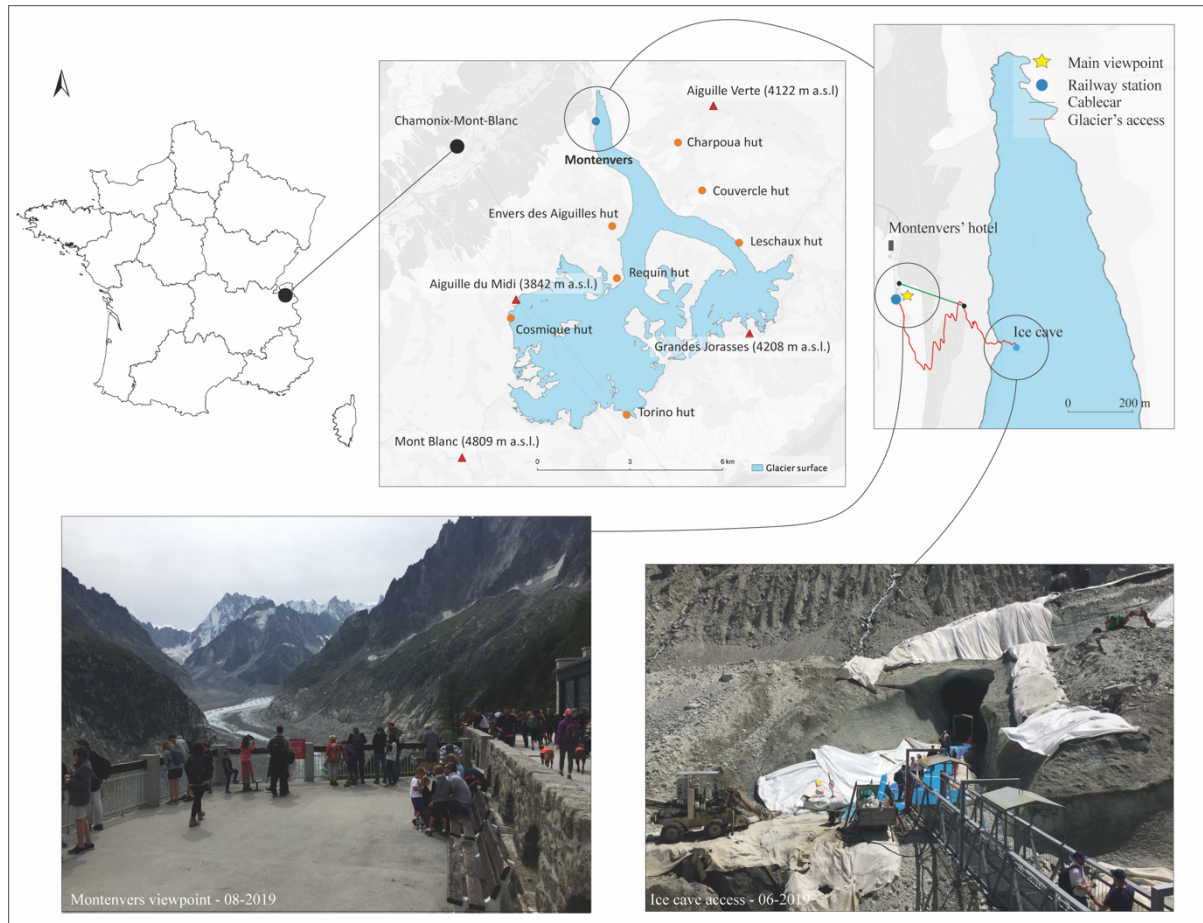 Chamonix-Mont-Blanc
Aiguille Verte (4122 m a.s.l)
Charpoua hut
Montenvers
Couvercle hut
Envers des Aiguilles hut
Leschaux hut
Requin hut
Aiguille du Midi (3842 m a.s.l.)
Cosmique hut
Grandes Jorasses (4208 m a.s.l.)
Torino hut
Mont Blanc (4809 m a.s.l.)
0 3 6 km
Glacier surface
Main viewpoint
Railway station
Cablecar
Glacier's access
Montenvers' hotel
Ice cave
0 200 m
Montenvers viewpoint - 08-2019
Ice cave access - 06-2019